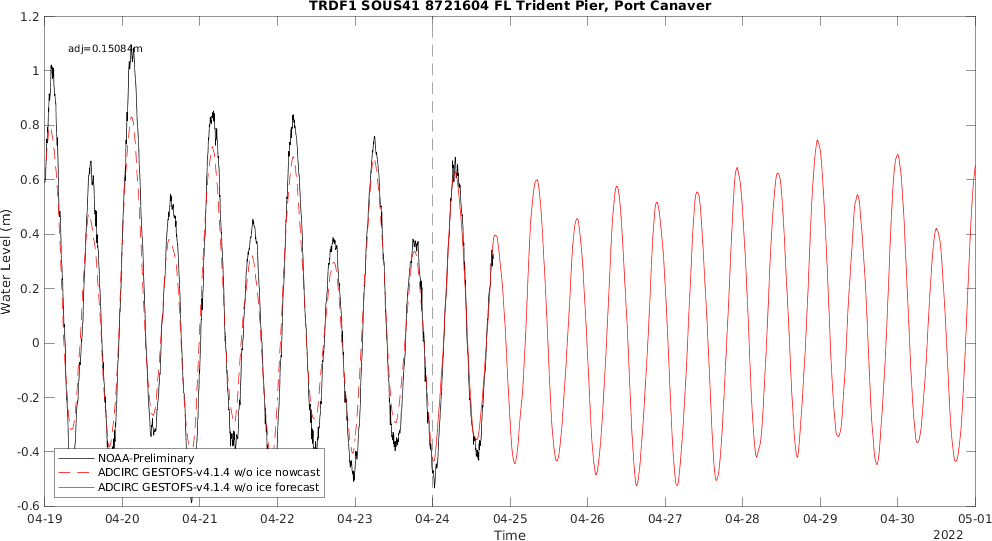 TRDF1 SOUS41 8721604 FL Trident Pier, Port Canaver
adj=0.15084m
1.2
1
0.8
0.6
0.4
0.2
0
-0.2
-0.4
-0.6
Water Level (m)
NOAA-Preliminary
ADCIRC GESTOFS-v4.1.4 w/o ice nowcast
ADCIRC GESTOFS-v4.1.4 w/o ice forecast
04-19 04-20 04-21 04-22 04-23 04-24 04-25 04-26 04-27 04-28 04-29 04-30 05-01
Time
2022